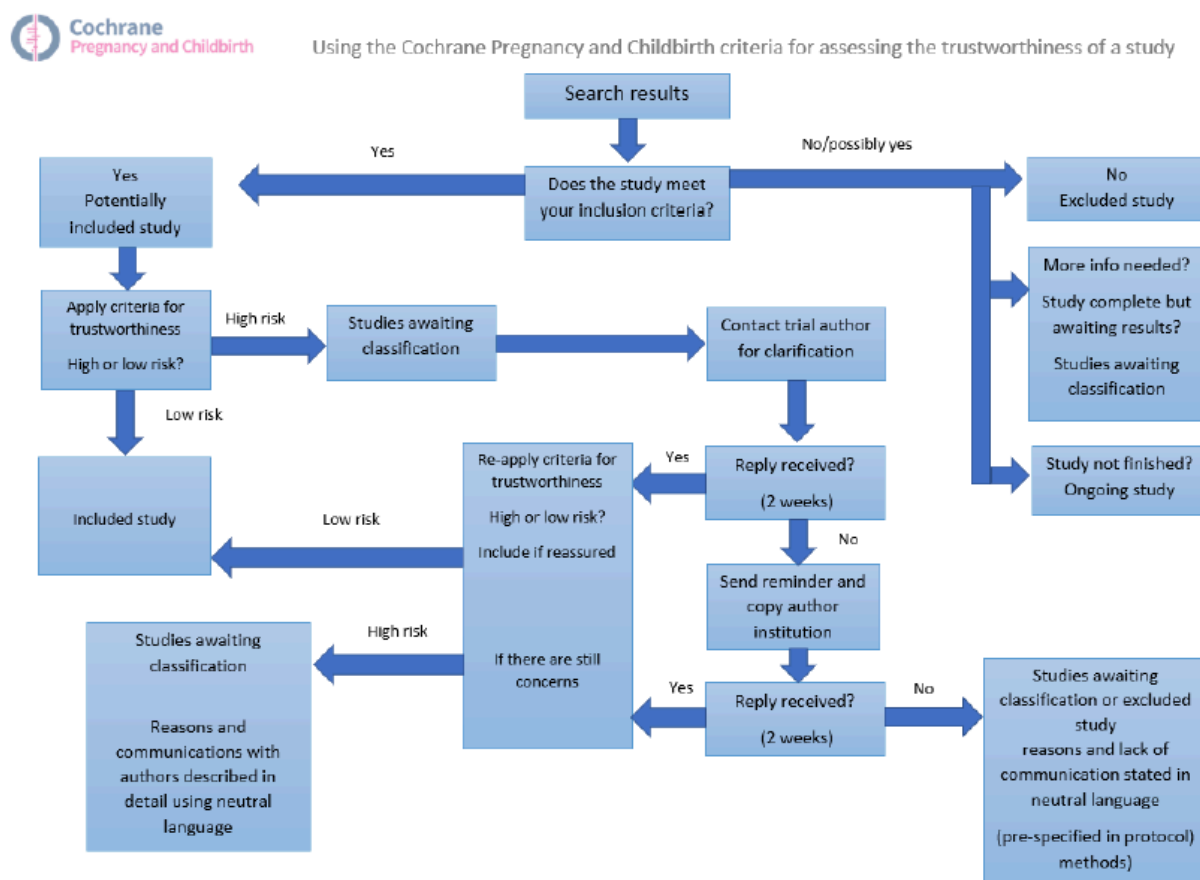 Cochrane
Pregnancy and Childbirth
Using the Cochrane Pregnancy and Childbirth criteria for assessing the trustworthiness of a study
Search results
Yes
No/possibly yes
Yes
Potentially
included study
Does the study meet
your inclusion criteria?
No
Excluded study
More info needed?
Study complete but
awaiting results?
Studies awaiting
classification
Apply criteria for
trustworthiness
High or low risk?
High risk
Studies awaiting
classification
Contact trial author
for clarification
Low risk
Re-apply criteria for
trustworthiness
High or low risk?
Include if reassured
If there are still
concerns
Yes
Reply received?
(2 weeks)
Study not finished?
Ongoing study
Included study
Low risk
No
Send reminder and
copy author
institution
Studies awaiting
classification
Reasons and
communications with
authors described in
detail using neutral
language
High risk
Yes
Reply received?
(2 weeks)
No
Studies awaiting
classification or excluded
study
reasons and lack of
communication stated in
neutral language
(pre-specified in protocol)
methods)